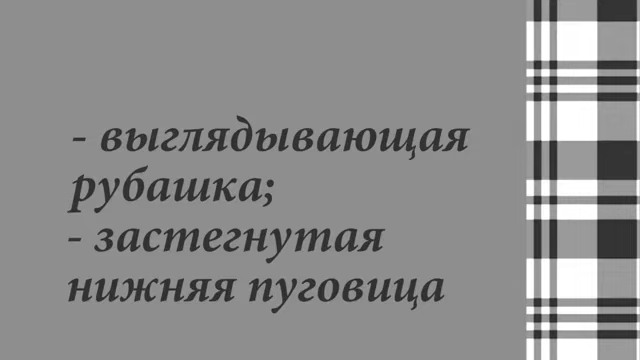 - выглядывающая
рубашка;
- застегнутая
нижняя пуговица